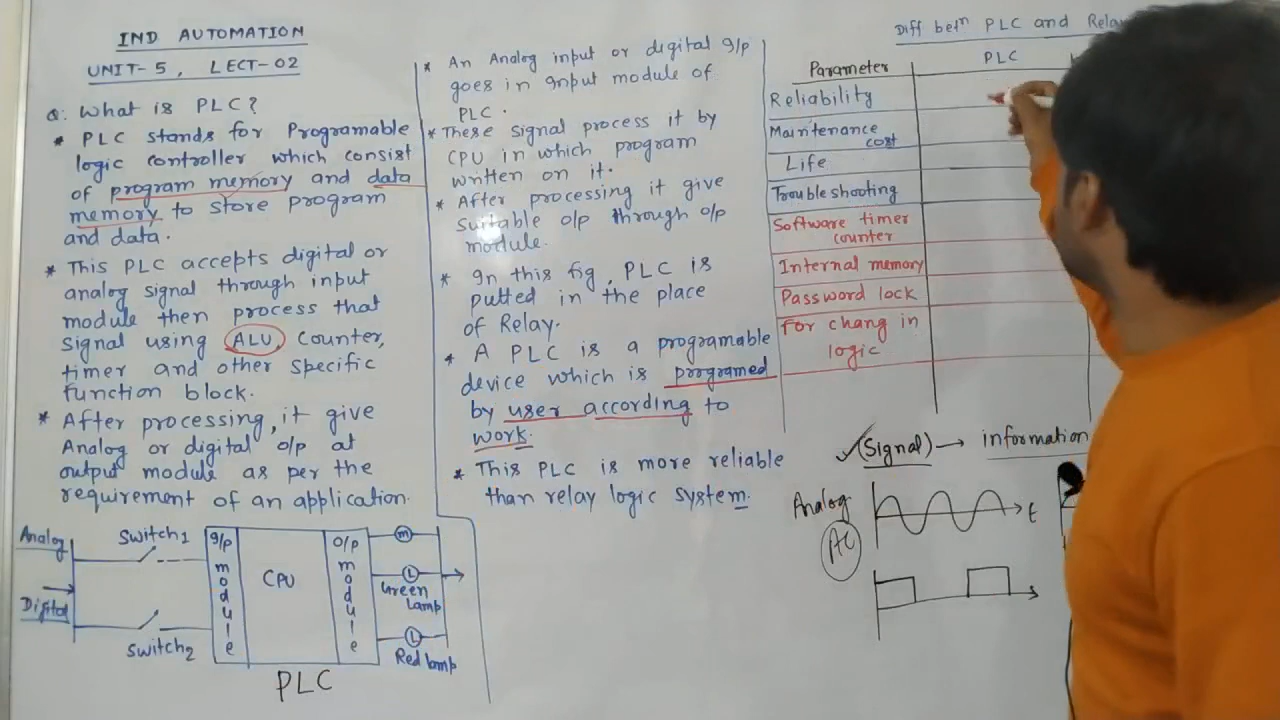 IND AUTOMATION
UNIT-5, LECT-02
Q: What is PLC?
* PLC stands for Programable
logic controller which consist
of program memory and data
memory to store program
and data.
* This PLC accepts digital or
analog signal through input
module then process that
signal using ALU Counter,
timer and other specific
function block.
* After processing, it give
Analog or digital o/p at
output module as per the
requirement of an application.
Analog
Digital
Switch1
Switch2
I/p module
CPU
O/p module
M
L
Green
Lamp
L
Red lamp
PLC
* An Analog input or digital I/p
goes in Input module of
PLC.
* These signal process it by
CPU in which program
written on it.
* After processing it give
Suitable o/p through o/p
module.
* In this fig, PLC is
putted in the place
of Relay.
* A PLC is a programable
device which is programed
by user according to
work.
* This PLC is more reliable
than relay logic system.
Diff betn PLC and Relay
Parameter PLC
Reliability
Maintenance
cost
Life
Trouble shooting
Software timer
counter
Internal memory
Password lock
For chang in
logic
(Signal) → information
Analog
AC
t